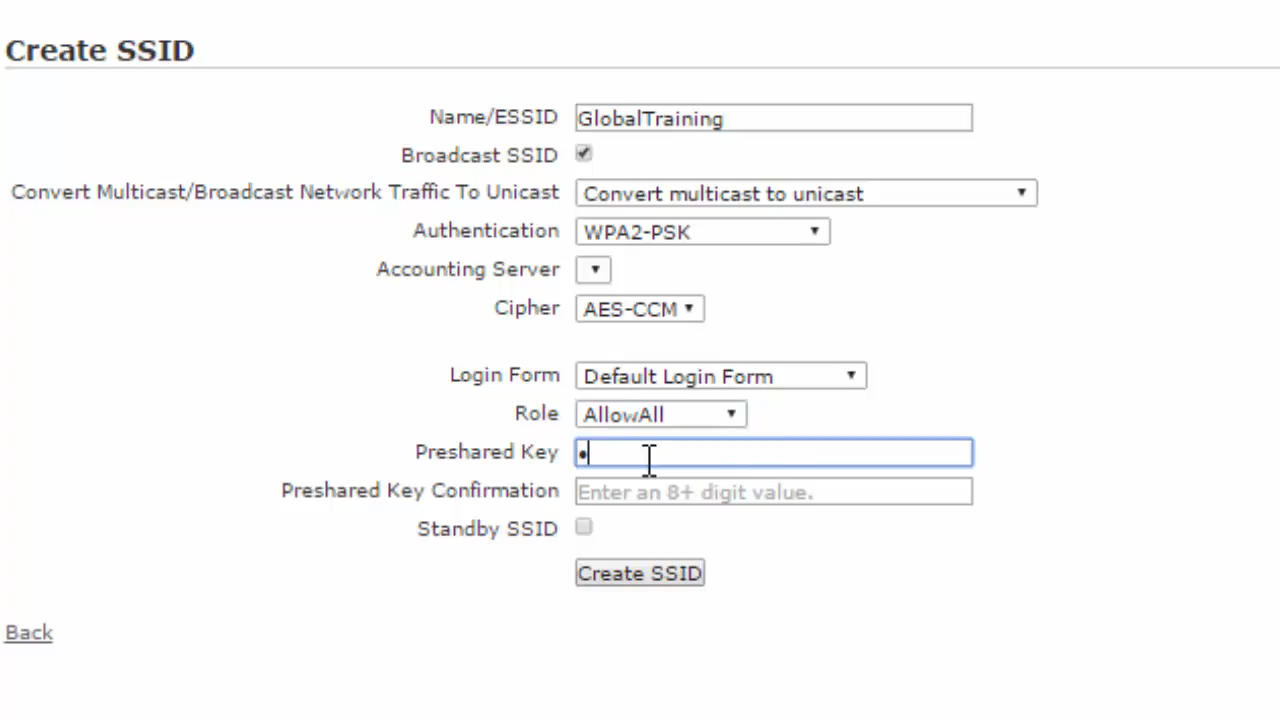 Create SSID
Name/ESSID GlobalTraining
Broadcast SSID
Convert Multicast/Broadcast Network Traffic To Unicast Convert multicast to unicast
Authentication WPA2-PSK
Accounting Server
Cipher AES-CCM
Login Form Default Login Form
Role AllowAll
Preshared Key •
Preshared Key Confirmation Enter an 8+ digit value.
Standby SSID
Create SSID
Back